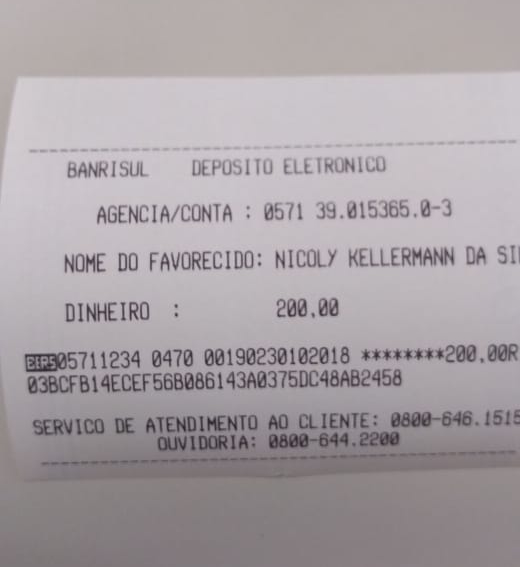 BANRISUL DEPOSITO ELETRONICO
AGENCIA/CONTA : 0571 39.015365.0-3
NOME DO FAVORECIDO: NICOLY KELLERMANN DA
DINHEIRO : 200,00
05711234 0470 00190230102018 ********200,00R
03BCFB14ECEF56B086143A0375DC48AB2458
SERVICO DE ATENDIMENTO AO CLIENTE: 0800-646.1515
OUVIDORIA: 0800-644.2200